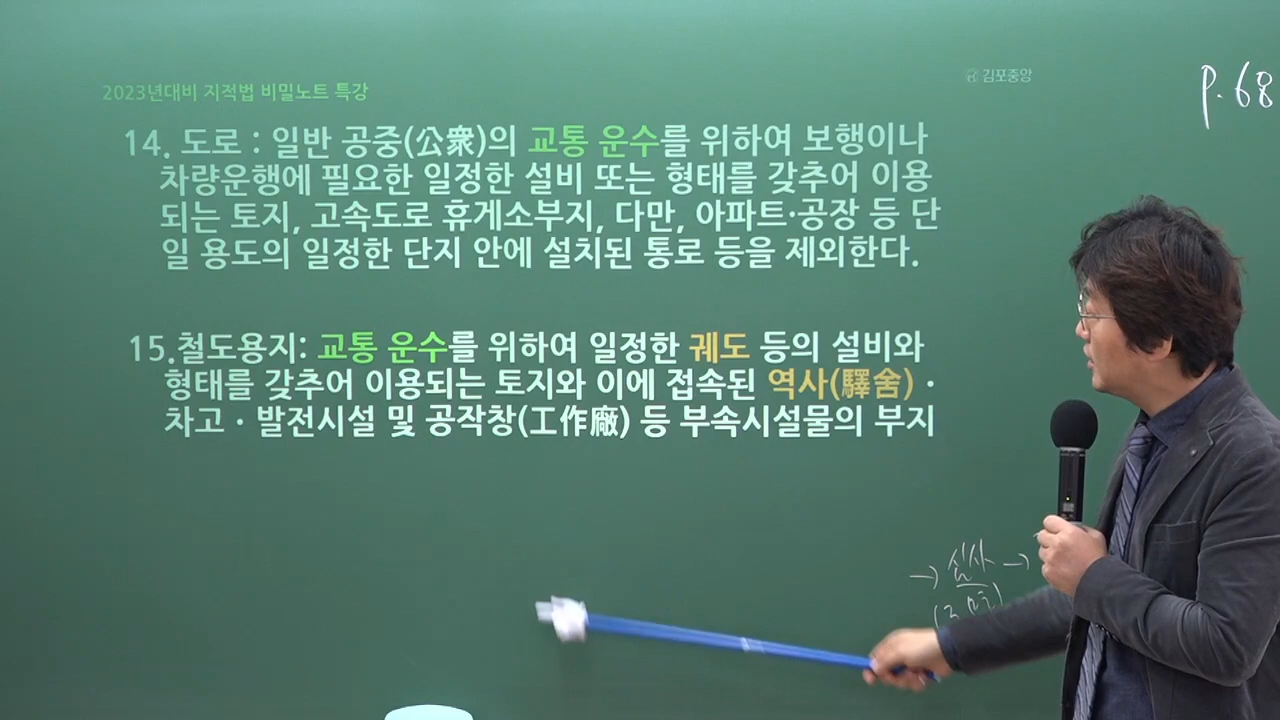 2023년대비 지적법 비밀노트 특강
김포중앙
P.68
14. 도로 : 일반 공중(公衆)의 교통 운수를 위하여 보행이나
차량운행에 필요한 일정한 설비 또는 형태를 갖추어 이용
되는 토지, 고속도로 휴게소부지, 다만, 아파트·공장 등 단
일 용도의 일정한 단지 안에 설치된 통로 등을 제외한다.
15.철도용지: 교통 운수를 위하여 일정한 궤도 등의 설비와
형태를 갖추어 이용되는 토지와 이에 접속된 역사(驛舍) ·
차고 · 발전시설 및 공작창(工作廠) 등 부속시설물의 부지
→ 심사 →